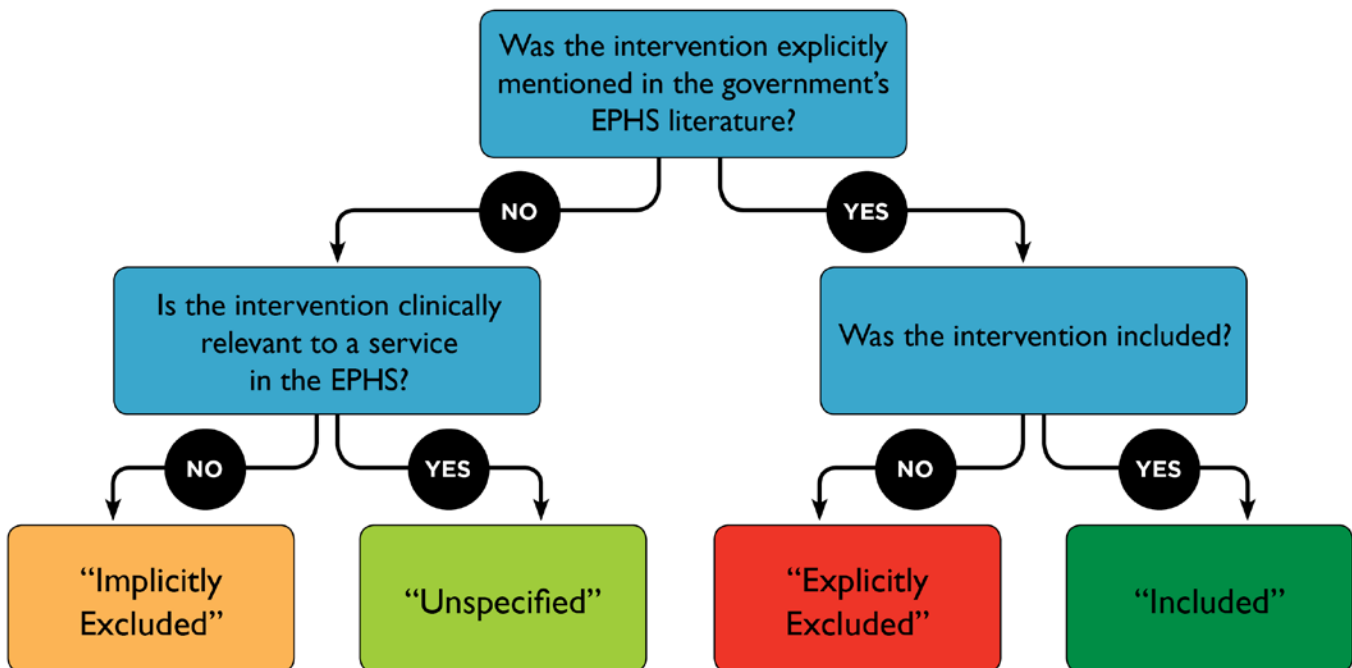 Was the intervention explicitly
mentioned in the government’s
EPHS literature?
NO
YES
Is the intervention clinically
relevant to a service
in the EPHS?
Was the intervention included?
NO
YES
NO
YES
“Implicitly
Excluded”
“Unspecified”
“Explicitly
Excluded”
“Included”